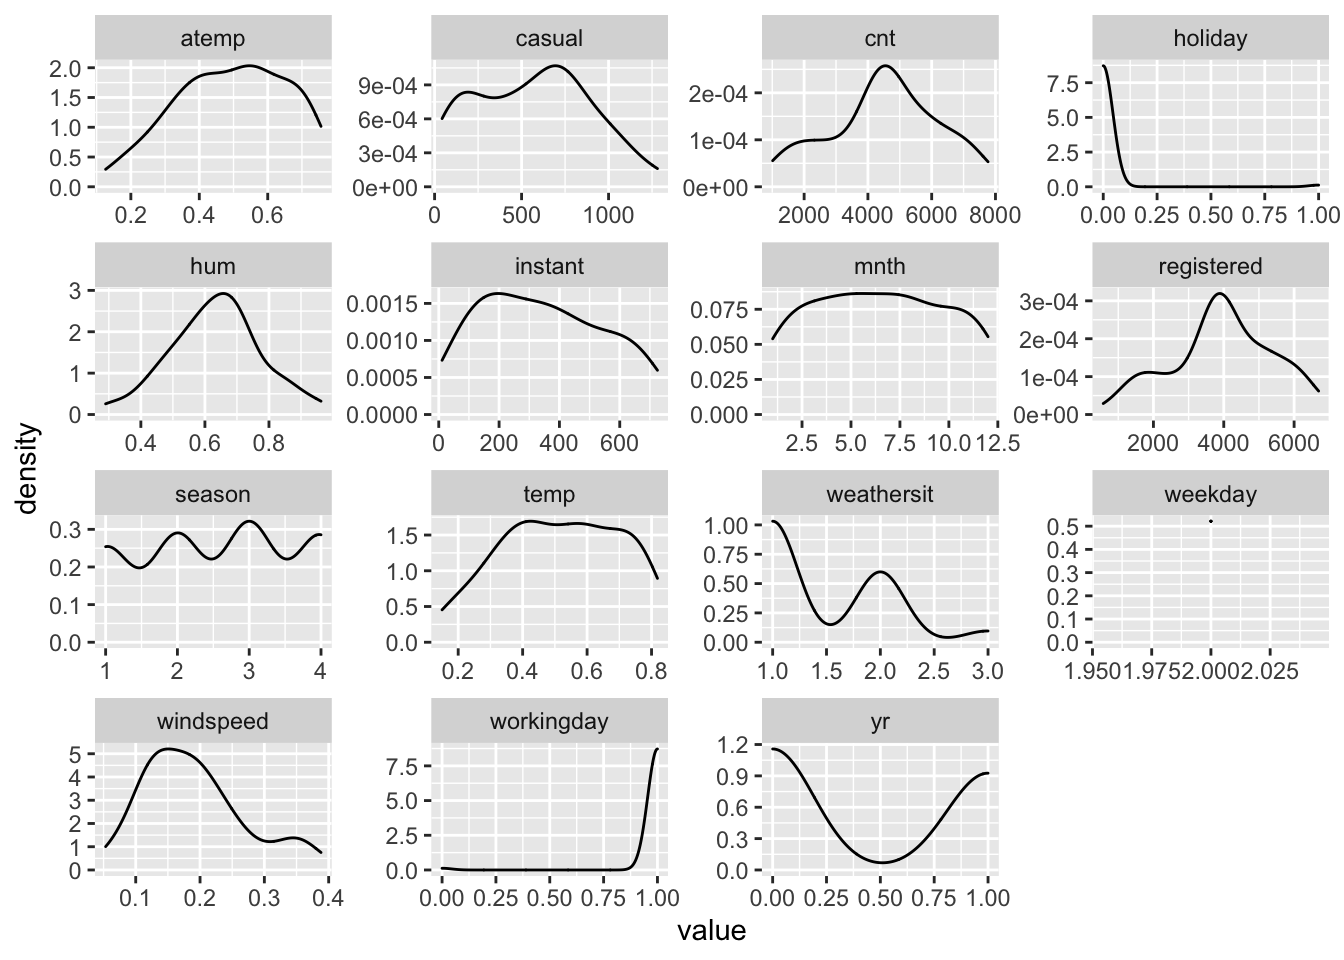 atemp casual cnt holiday
2.0 1.5 1.0 0.5 0.0
9e-04 6e-04 3e-04 0e+00
2e-04 1e-04 0e+00
7.5 5.0 2.5 0.0
0.2 0.4 0.6 0 500 1000 2000 4000 6000 8000 0.00 0.25 0.50 0.75 1.00
hum instant mnth registered
3 2 1 0
0.0015 0.0010 0.0005 0.0000
0.075 0.050 0.025 0.000
3e-04 2e-04 1e-04 0e+00
0.4 0.6 0.8 0 200 400 600 2.5 5.0 7.5 10.0 12.5 2000 4000 6000
density
season temp weathersit weekday
0.3 0.2 0.1 0.0
1.5 1.0 0.5 0.0
1.00 0.75 0.50 0.25 0.00
0.5 0.4 0.3 0.2 0.1 0.0
1 2 3 4 0.2 0.4 0.6 0.8 1.0 1.5 2.0 2.5 3.0 1.950 1.975 2.000 2.025
windspeed workingday yr
5 4 3 2 1 0
7.5 5.0 2.5 0.0
1.2 0.9 0.6 0.3 0.0
0.1 0.2 0.3 0.4 0.00 0.25 0.50 0.75 1.00 0.00 0.25 0.50 0.75 1.00
value